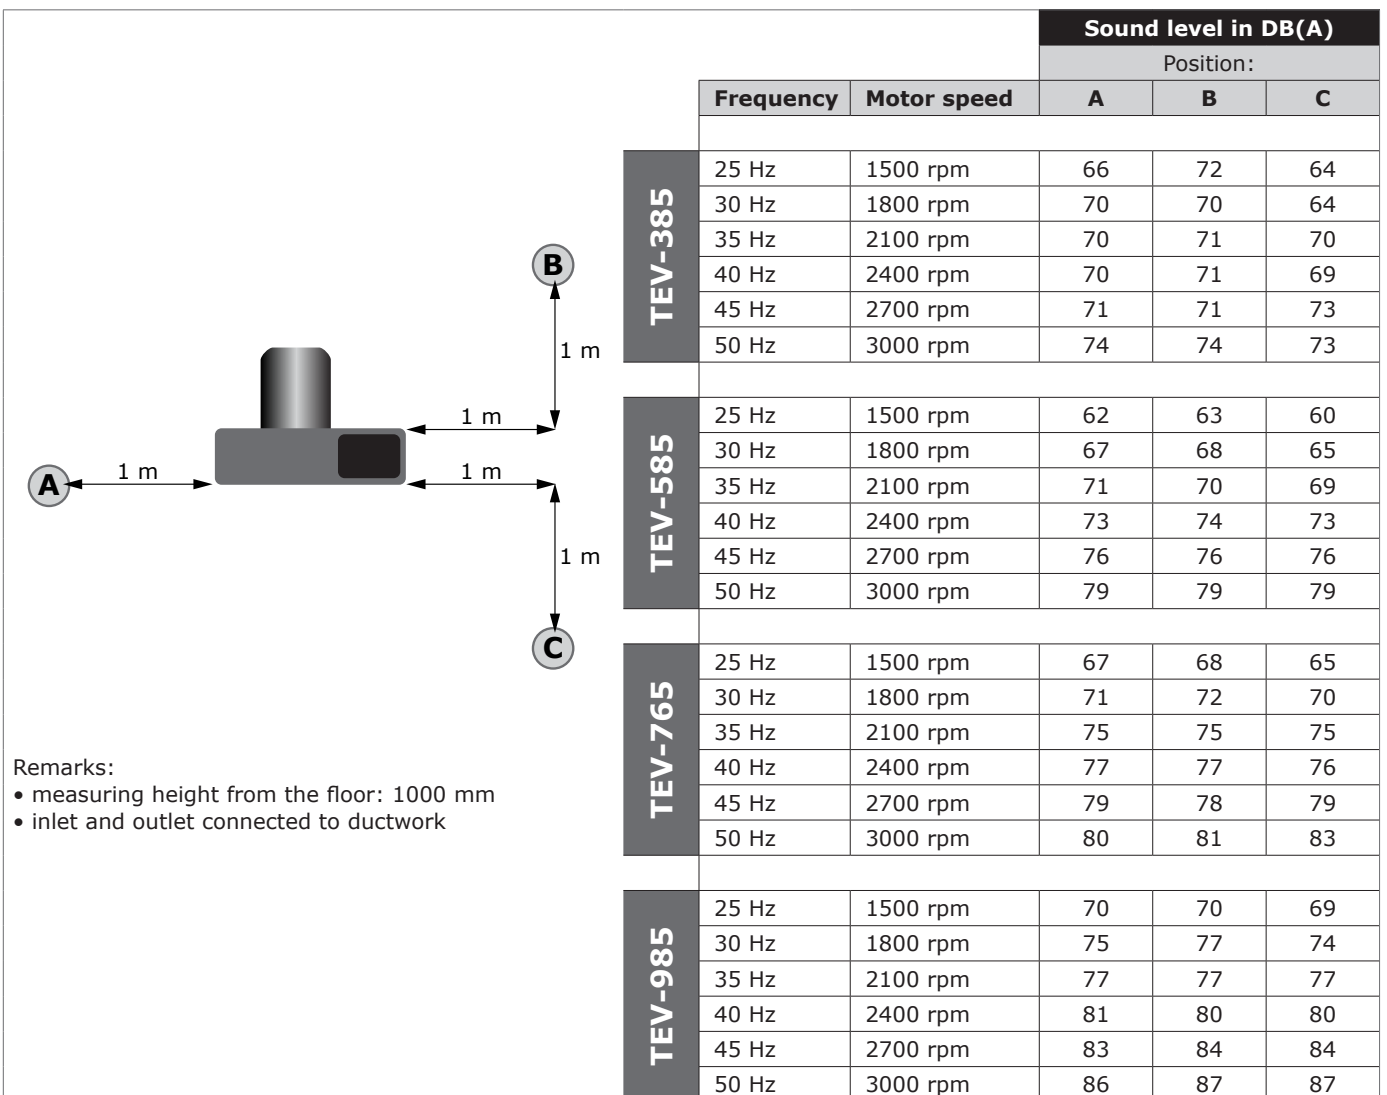 Sound level in DB(A)
Position:
Frequency Motor speed A B C
TEV-385
25 Hz 1500 rpm 66 72 64
30 Hz 1800 rpm 70 70 64
35 Hz 2100 rpm 70 71 70
40 Hz 2400 rpm 70 71 69
45 Hz 2700 rpm 71 71 73
50 Hz 3000 rpm 74 74 73
B
1 m
1 m
A
1 m
1 m
1 m
C
TEV-585
25 Hz 1500 rpm 62 63 60
30 Hz 1800 rpm 67 68 65
35 Hz 2100 rpm 71 70 69
40 Hz 2400 rpm 73 74 73
45 Hz 2700 rpm 76 76 76
50 Hz 3000 rpm 79 79 79
TEV-765
25 Hz 1500 rpm 67 68 65
30 Hz 1800 rpm 71 72 70
35 Hz 2100 rpm 75 75 75
40 Hz 2400 rpm 77 77 76
45 Hz 2700 rpm 79 78 79
50 Hz 3000 rpm 80 81 83
Remarks:
• measuring height from the floor: 1000 mm
• inlet and outlet connected to ductwork
TEV-985
25 Hz 1500 rpm 70 70 69
30 Hz 1800 rpm 75 77 74
35 Hz 2100 rpm 77 77 77
40 Hz 2400 rpm 81 80 80
45 Hz 2700 rpm 83 84 84
50 Hz 3000 rpm 86 87 87